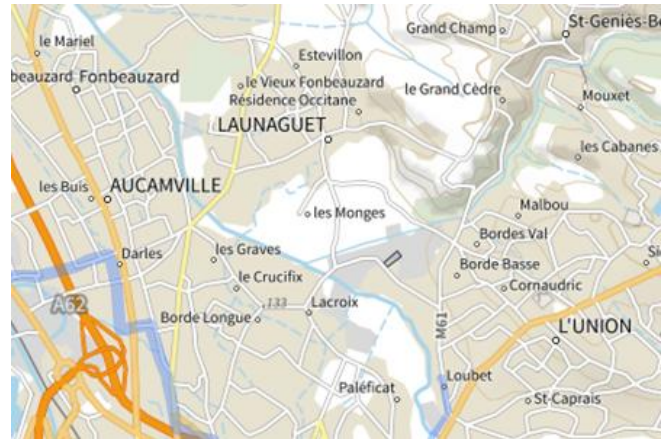 Grand Champ
St-Geniès-Be
le Mariel
Estevillon
beauzard Fonbeauzard
le Vieux Fonbeauzard
le Grand Cèdre
Résidence Occitane
Mouxet
LAUNAGUET
les Cabanes
les Buis
AUCAMVILLE
les Monges
Malbou
Bordes Val
Darles
les Graves
Si
Borde Basse
le Crucifix
Cornaudric
A62
133
Lacroix
Borde Longue
M61
L'UNION
Loubet
Paléficat
St-Caprais